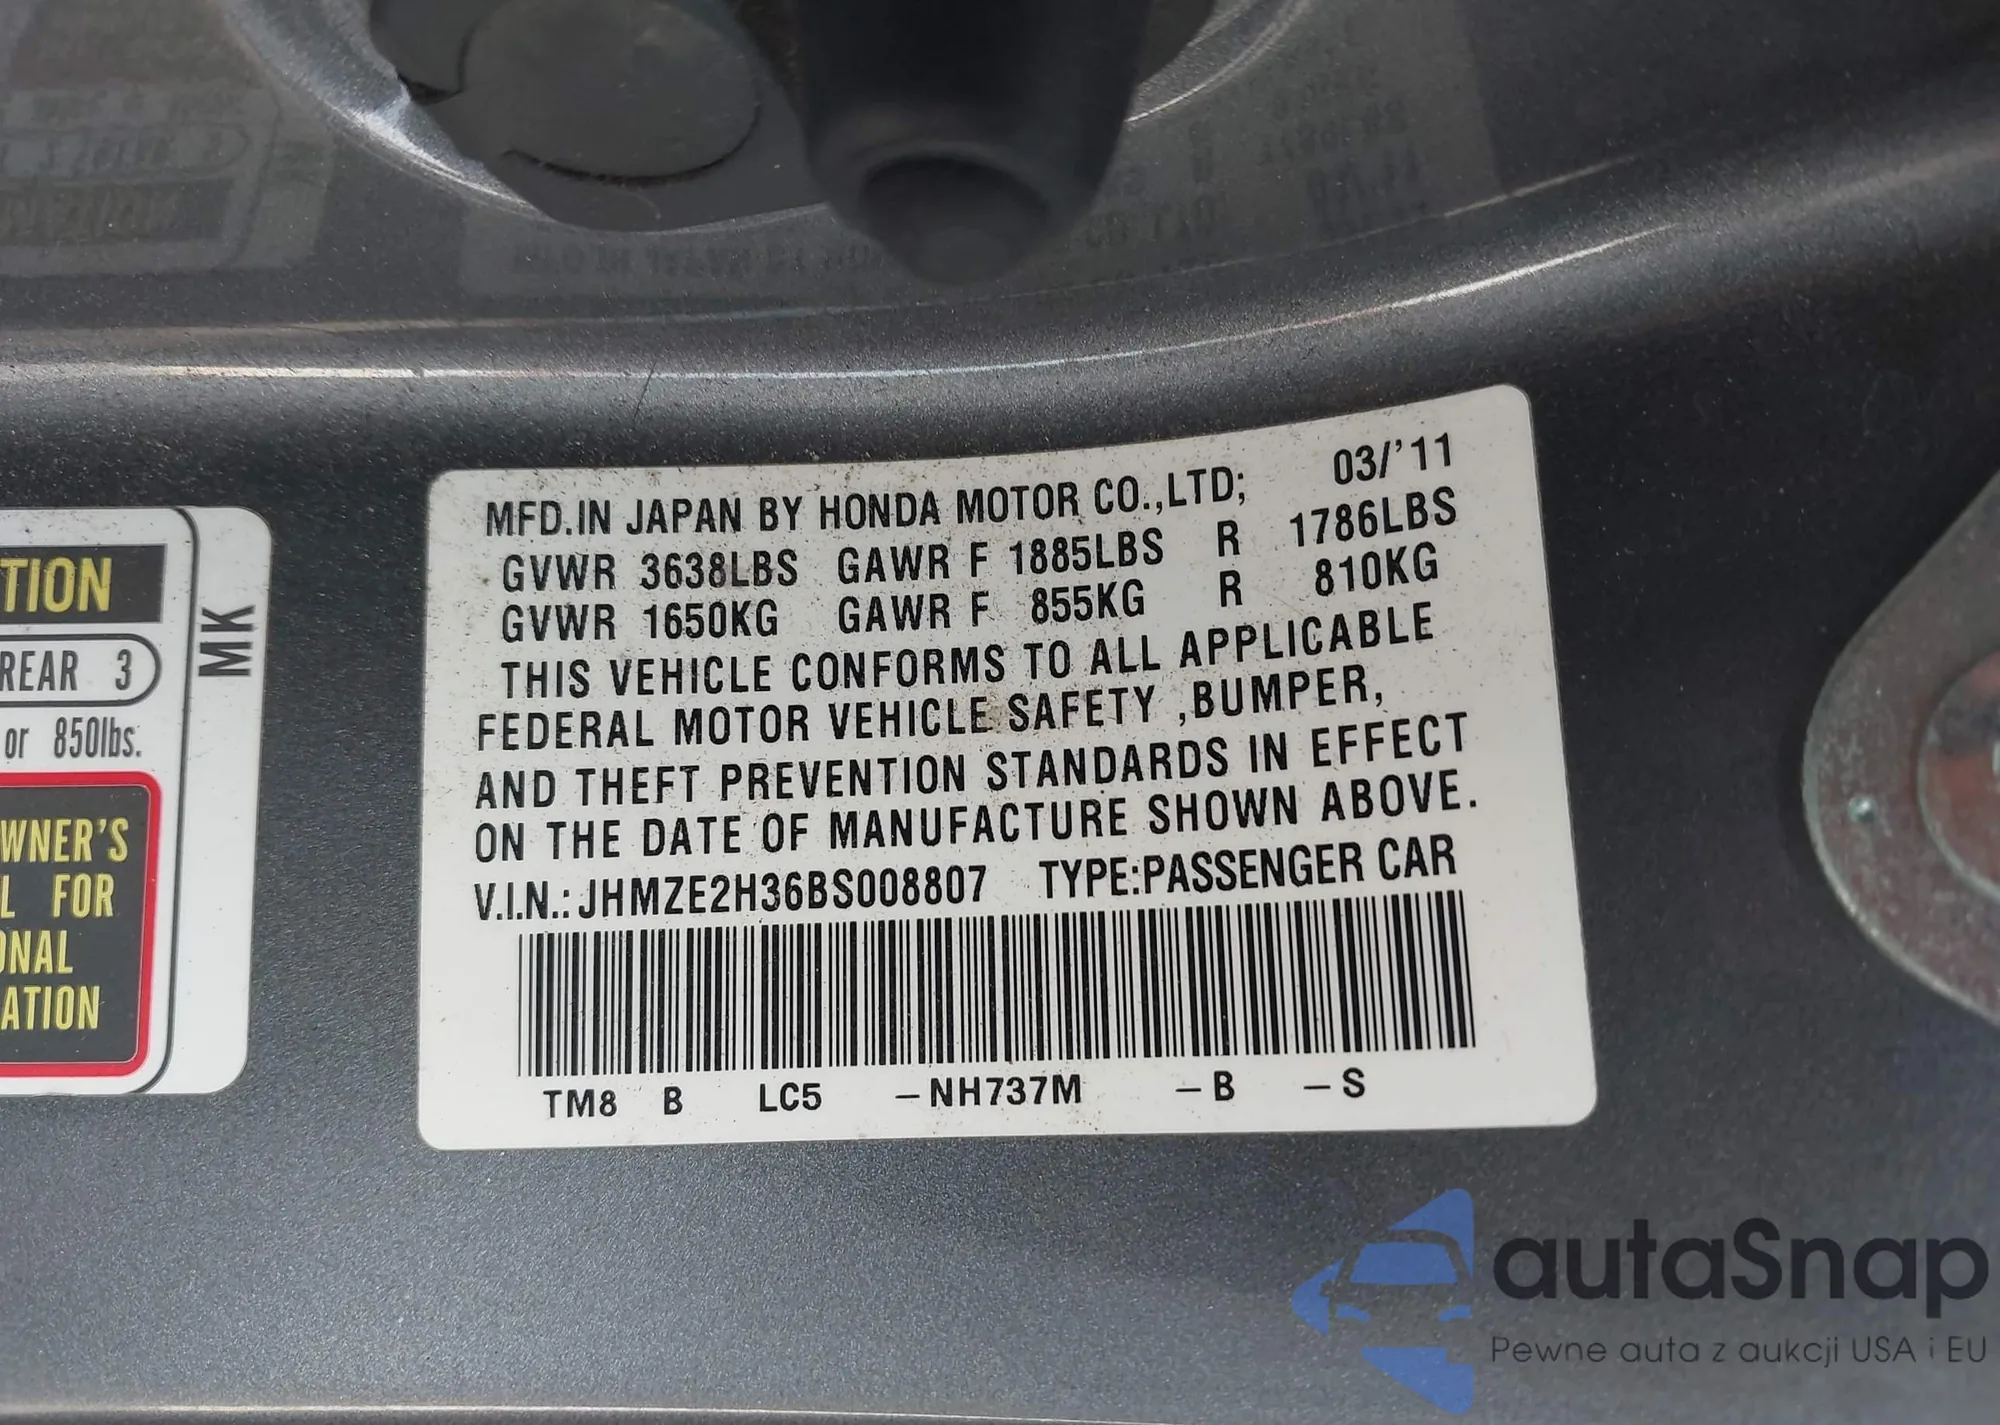 MFD.IN JAPAN BY HONDA MOTOR CO.,LTD; 03/'11
GVWR 3638LBS GAWR F 1885LBS R 1786LBS
GVWR 1650KG GAWR F 855KG R 810KG
THIS VEHICLE CONFORMS TO ALL APPLICABLE
FEDERAL MOTOR VEHICLE SAFETY ,BUMPER,
AND THEFT PREVENTION STANDARDS IN EFFECT
ON THE DATE OF MANUFACTURE SHOWN ABOVE.
V.I.N.: JHMZE2H36BS008807 TYPE:PASSENGER CAR
TM8 B LC5 –NH737M –B –S
TION
REAR 3
or 850lbs.
WNER'S
L FOR
ONAL
ATION
MK
autaSnap
Pewne auta z aukcji USA i EU